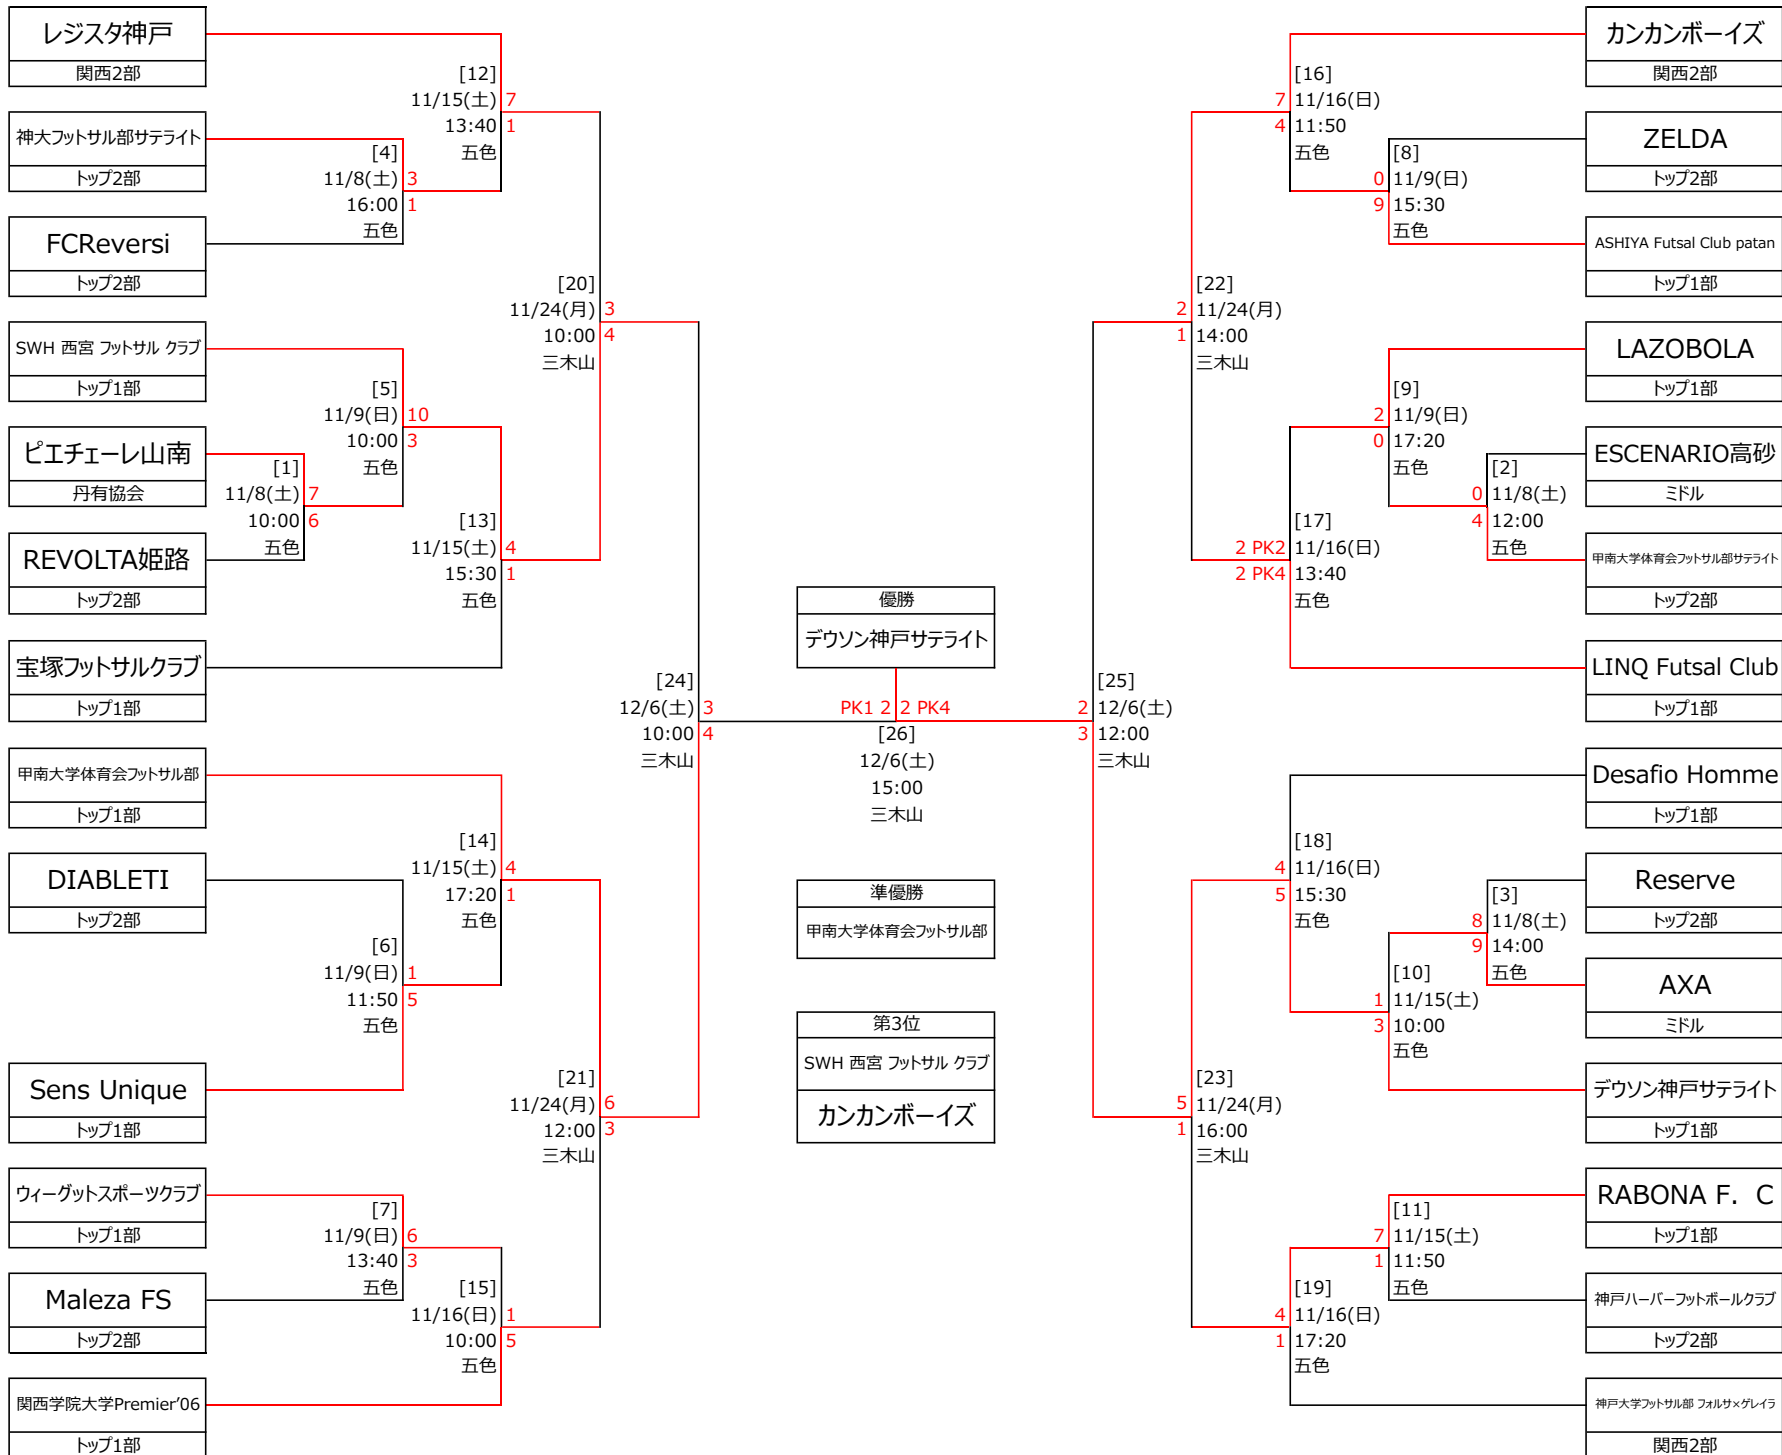 レジスタ神戸
関西2部
神大フットサル部サテライト
トップ2部
FCReversi
トップ2部
SWH 西宮 フットサル クラブ
トップ1部
ピエチェーレ山南
丹有協会
REVOLTA姫路
トップ2部
宝塚フットサルクラブ
トップ1部
甲南大学体育会フットサル部
トップ1部
DIABLETI
トップ2部
Sens Unique
トップ1部
ウィーグットスポーツクラブ
トップ1部
Maleza FS
トップ2部
関西学院大学Premier'06
トップ1部
[1]
11/8(土) 7
10:00 6
五色
[4]
11/8(土) 3
16:00 1
五色
[5]
11/9(日) 10
10:00 3
五色
[6]
11/9(日) 1
11:50 5
五色
[7]
11/9(日) 6
13:40 3
五色
[12]
11/15(土) 7
13:40 1
五色
[13]
11/15(土) 4
15:30 1
五色
[14]
11/15(土) 4
17:20 1
五色
[15]
11/16(日) 1
10:00 5
五色
[20]
11/24(月) 3
10:00 4
三木山
[21]
11/24(月) 6
12:00 3
三木山
[24]
12/6(土) 3
10:00 4
三木山
優勝
デウソン神戸サテライト
PK1 2 2 PK4
[26]
12/6(土)
15:00
三木山
準優勝
甲南大学体育会フットサル部
第3位
SWH 西宮 フットサル クラブ
カンカンボーイズ
[25]
2 12/6(土)
3 12:00
三木山
[22]
2 11/24(月)
1 14:00
三木山
[23]
5 11/24(月)
1 16:00
三木山
[16]
7 11/16(日)
4 11:50
五色
[17]
2 PK2 11/16(日)
2 PK4 13:40
五色
[18]
4 11/16(日)
5 15:30
五色
[19]
4 11/16(日)
1 17:20
五色
[8]
0 11/9(日)
9 15:30
五色
[9]
2 11/9(日)
0 17:20
五色
[10]
1 11/15(土)
3 10:00
五色
[11]
7 11/15(土)
1 11:50
五色
[2]
0 11/8(土)
4 12:00
五色
[3]
8 11/8(土)
9 14:00
五色
カンカンボーイズ
関西2部
ZELDA
トップ2部
ASHIYA Futsal Club patan
トップ1部
LAZOBOLA
トップ1部
ESCENARIO高砂
ミドル
甲南大学体育会フットサル部サテライト
トップ2部
LINQ Futsal Club
トップ1部
Desafio Homme
トップ1部
Reserve
トップ2部
AXA
ミドル
デウソン神戸サテライト
トップ1部
RABONA F．C
トップ1部
神戸ハーバーフットボールクラブ
トップ2部
神戸大学フットサル部 フォルサ×ゲレイラ
関西2部